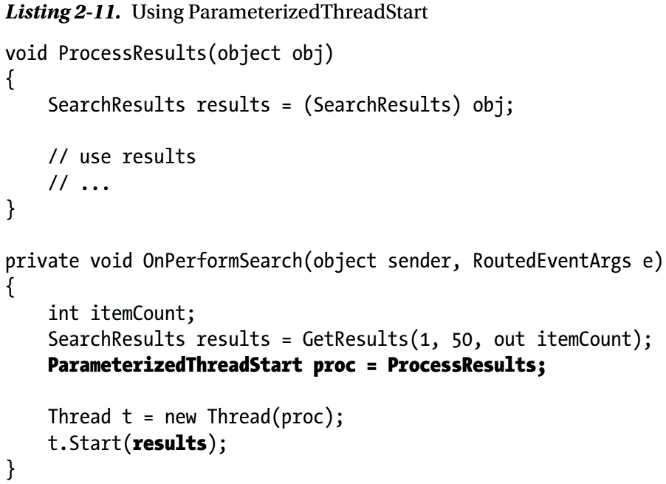 Listing 2-11. Using ParameterizedThreadStart
void ProcessResults(object obj)
{
    SearchResults results = (SearchResults) obj;

    // use results
    // ...
}

private void OnPerformSearch(object sender, RoutedEventArgs e)
{
    int itemCount;
    SearchResults results = GetResults(1, 50, out itemCount);
    ParameterizedThreadStart proc = ProcessResults;

    Thread t = new Thread(proc);
    t.Start(results);
}